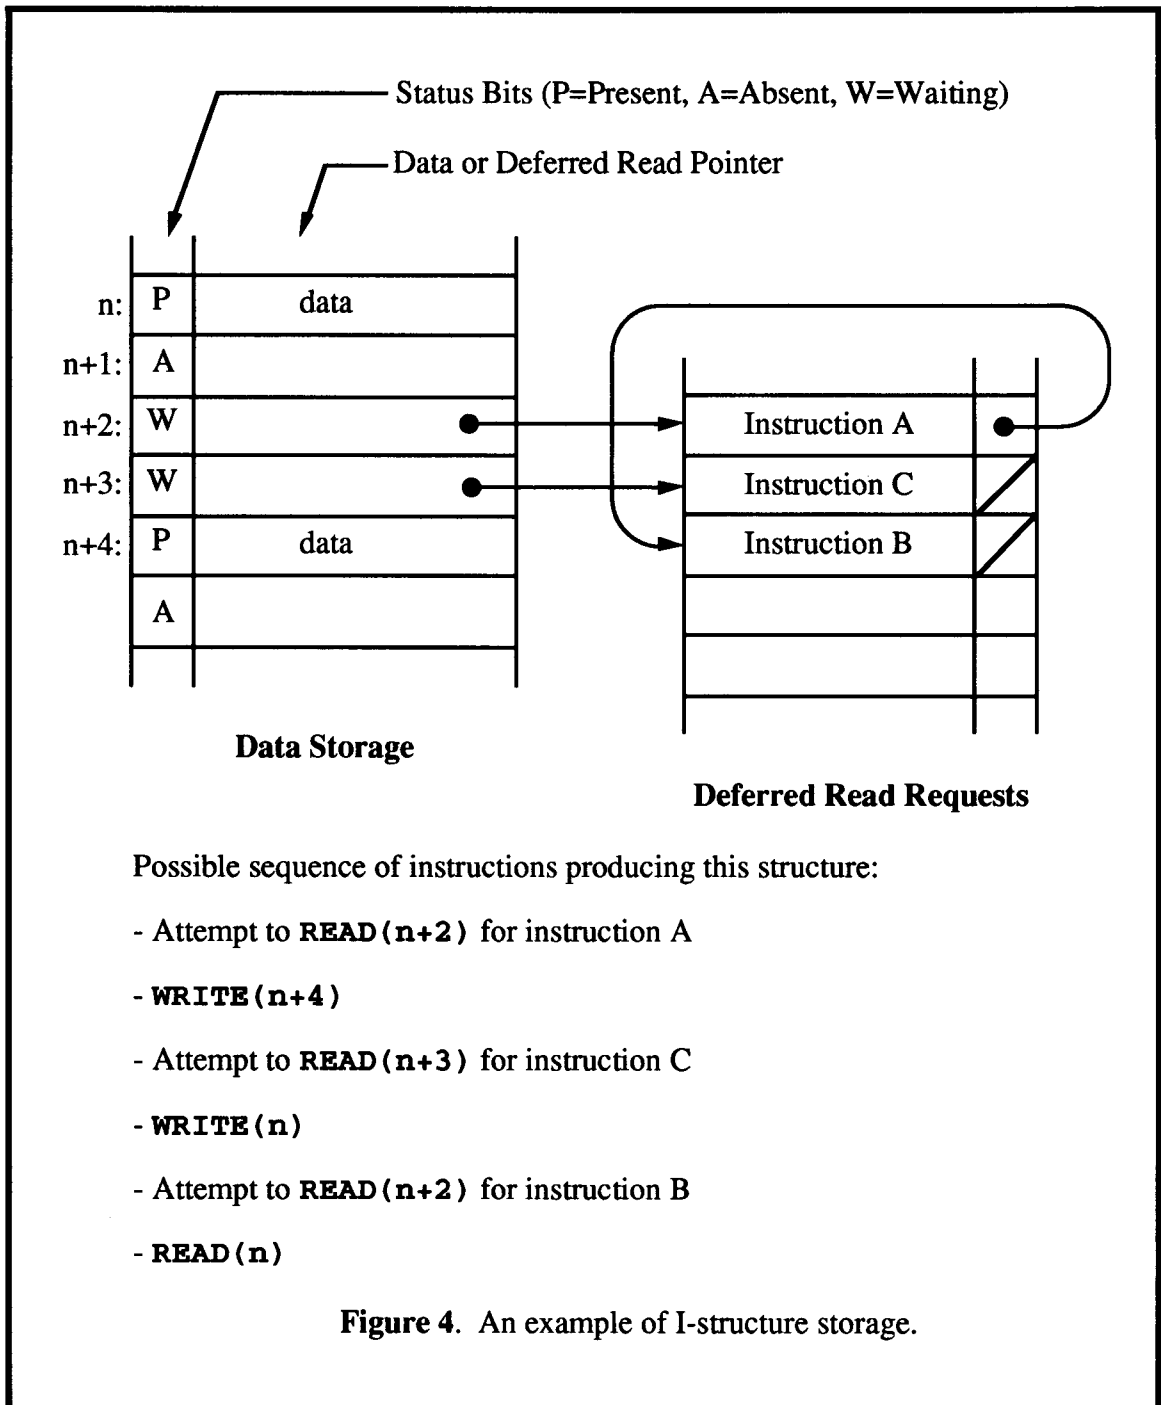 Status Bits (P=Present, A=Absent, W=Waiting)
Data or Deferred Read Pointer
n: P data
n+1: A
n+2: W Instruction A
n+3: W Instruction C
n+4: P data Instruction B
A
Data Storage
Deferred Read Requests
Possible sequence of instructions producing this structure:
- Attempt to READ(n+2) for instruction A
- WRITE(n+4)
- Attempt to READ(n+3) for instruction C
- WRITE(n)
- Attempt to READ(n+2) for instruction B
- READ(n)
Figure 4. An example of I-structure storage.